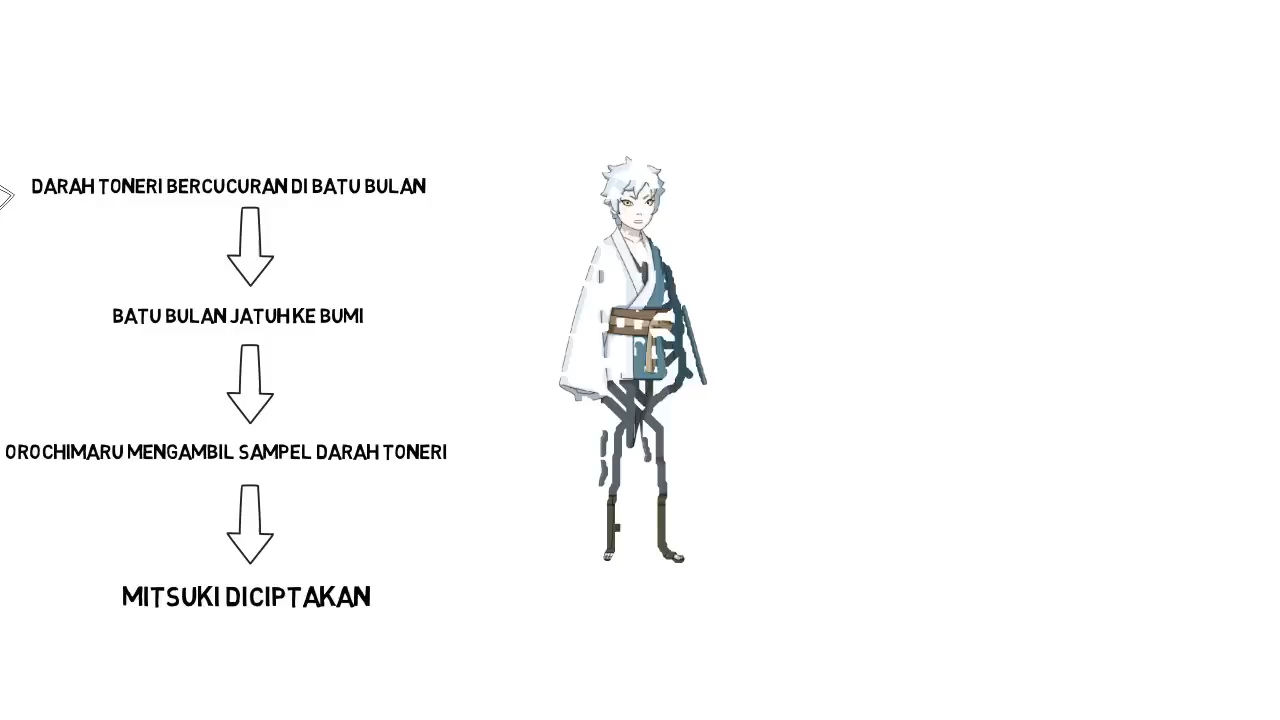 DARAH TONERI BERCUCURAN DI BATU BULAN
BATU BULAN JATUH KE BUMI
OROCHIMARU MENGAMBIL SAMPEL DARAH TONERI
MITSUKI DICIPTAKAN